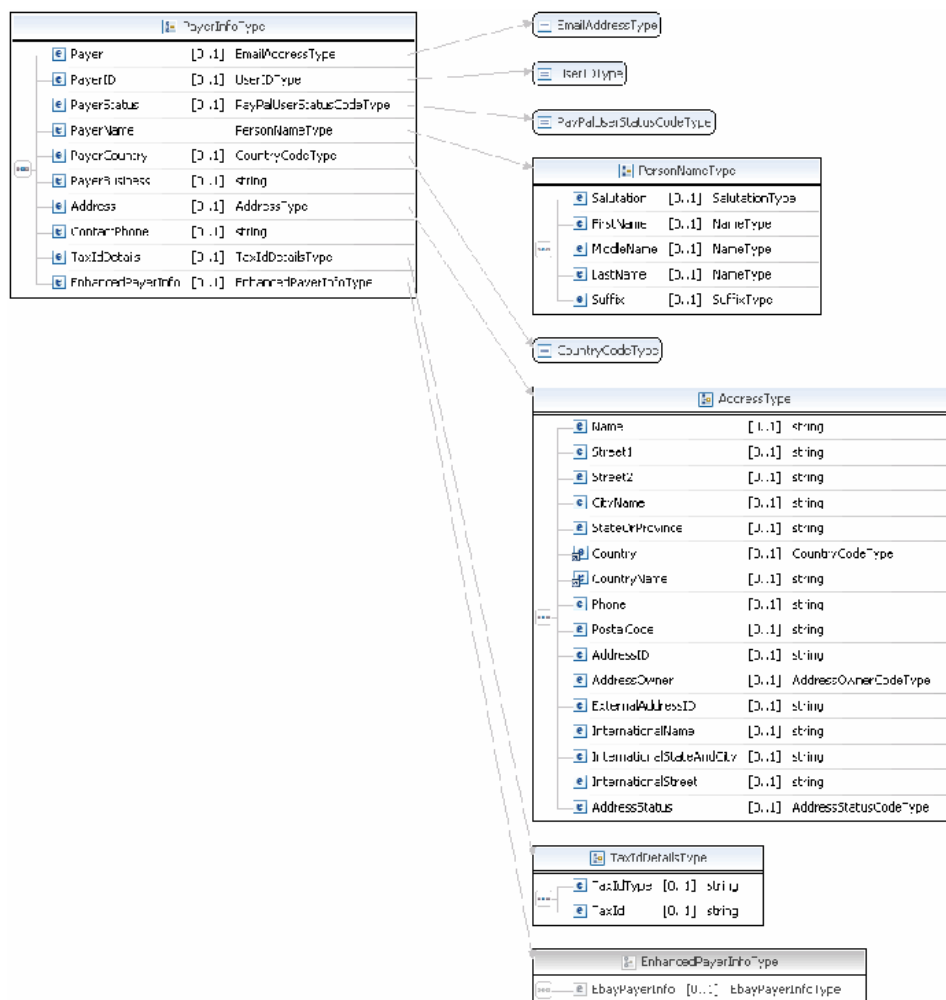 PayerInfoType
Payer [0..1] EmailAddressType
PayerID [0..1] UserIDType
PayerStatus [0..1] PayPalUserStatusCodeType
PayerName PersonNameType
PayerCountry [0..1] CountryCodeType
PayerBusiness [0..1] string
Address [0..1] AddressType
ContactPhone [0..1] string
TaxIdDetails [0..1] TaxIdDetailsType
EnhancedPayerInfo [0..1] EnhancedPayerInfoType
EmailAddressType
UserIDType
PayPalUserStatusCodeType
PersonNameType
Salutation [0..1] SalutationType
FirstName [0..1] NameType
MiddleName [0..1] NameType
LastName [0..1] NameType
Suffix [0..1] SuffixType
CountryCodeType
AddressType
Name [0..1] string
Street1 [0..1] string
Street2 [0..1] string
CityName [0..1] string
StateOrProvince [0..1] string
Country [0..1] CountryCodeType
CountryName [0..1] string
Phone [0..1] string
PostalCode [0..1] string
AddressID [0..1] string
AddressOwner [0..1] AddressOwnerCodeType
ExternalAddressID [0..1] string
InternationalName [0..1] string
InternationalStateAndCity [0..1] string
InternationalStreet [0..1] string
AddressStatus [0..1] AddressStatusCodeType
TaxIdDetailsType
TaxIdType [0..1] string
TaxId [0..1] string
EnhancedPayerInfoType
EbayPayerInfo [0..1] EbayPayerInfoType